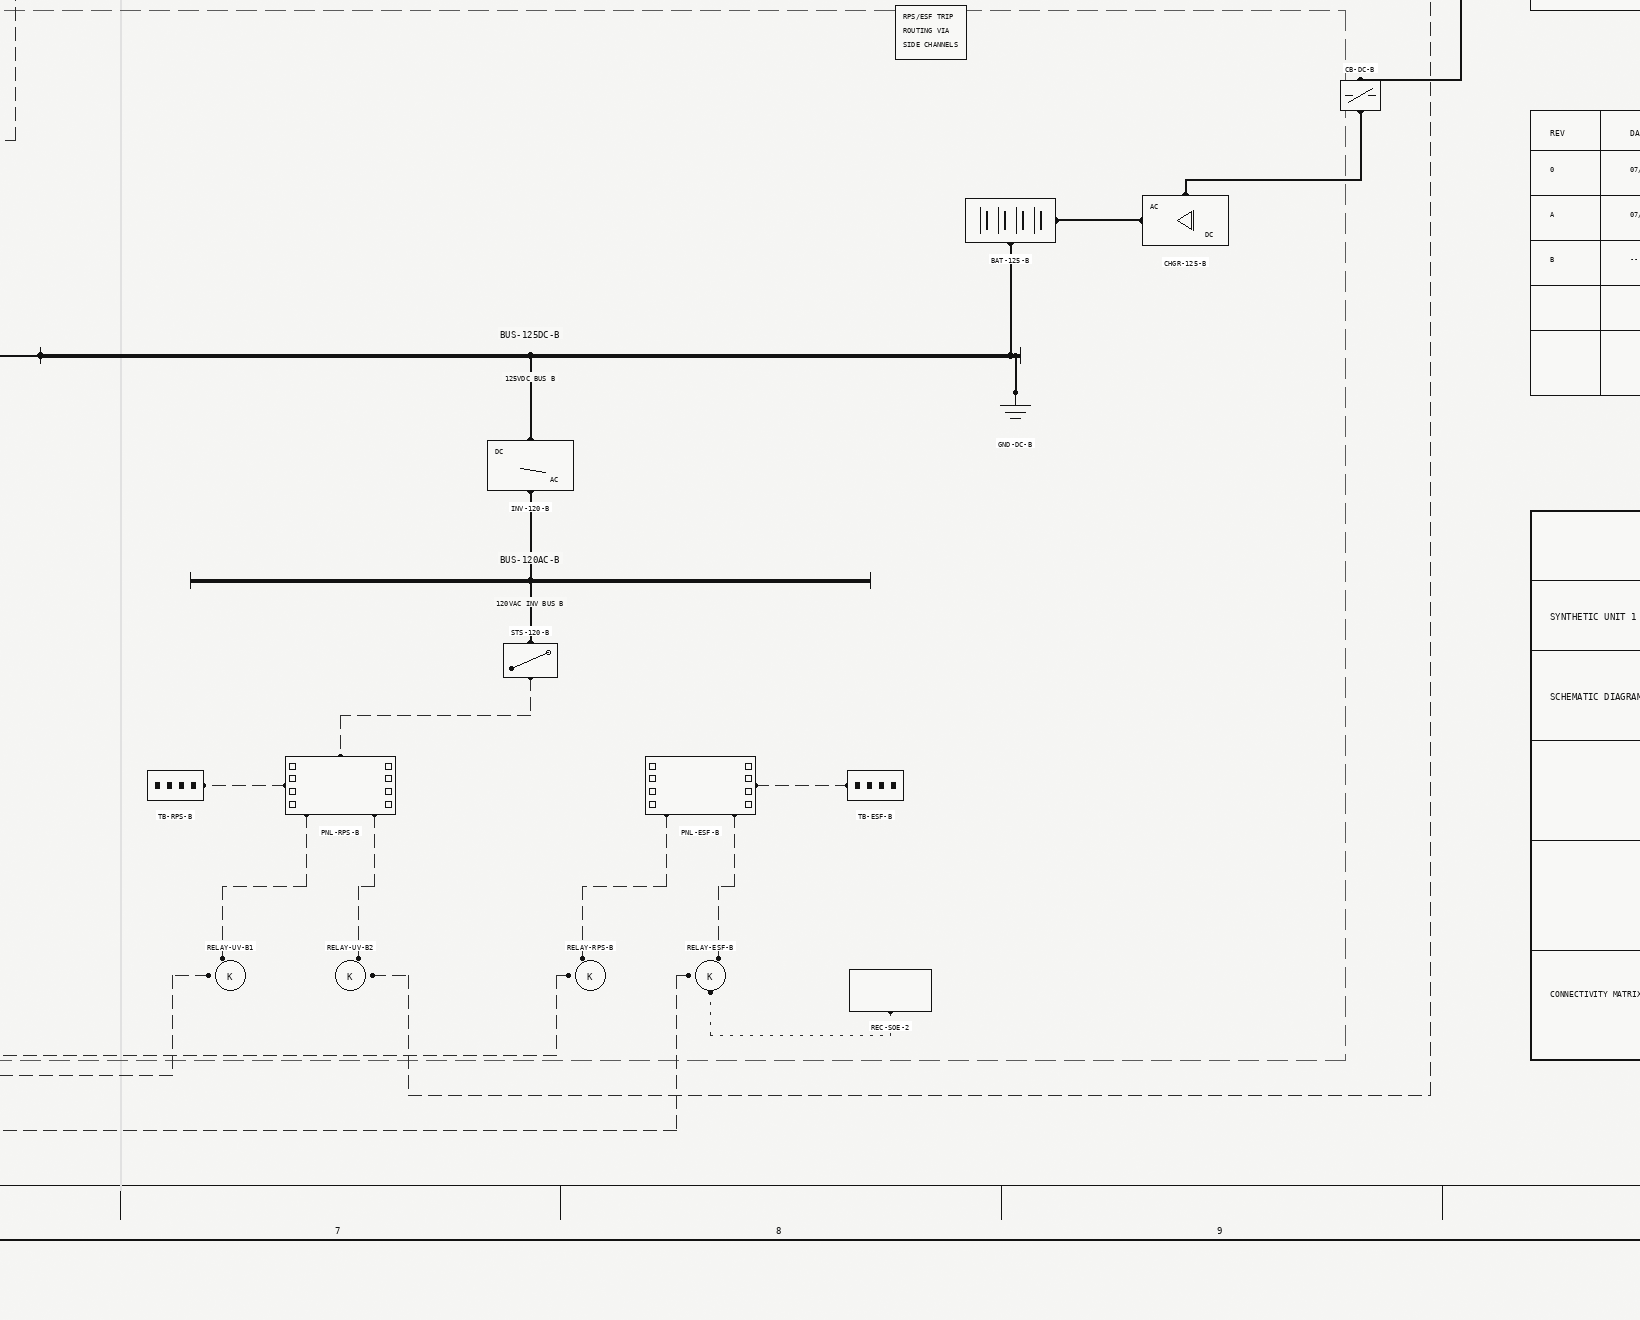 RPS/ESF TRIP
ROUTING VIA
SIDE CHANNELS
CB-DC-B
REV
0
07/
A
07/
B
--
AC
DC
BAT-125-B
CHGR-125-B
BUS-125DC-B
125VDC BUS B
GND-DC-B
DC
AC
INV-120-B
BUS-120AC-B
120VAC INV BUS B
STS-120-B
SYNTHETIC UNIT 1
SCHEMATIC DIAGRAM
TB-RPS-B
PNL-RPS-B
PNL-ESF-B
TB-ESF-B
RELAY-UV-B1
RELAY-UV-B2
RELAY-RPS-B
RELAY-ESF-B
K
K
K
K
REC-SOE-2
CONNECTIVITY MATRIX
7
8
9